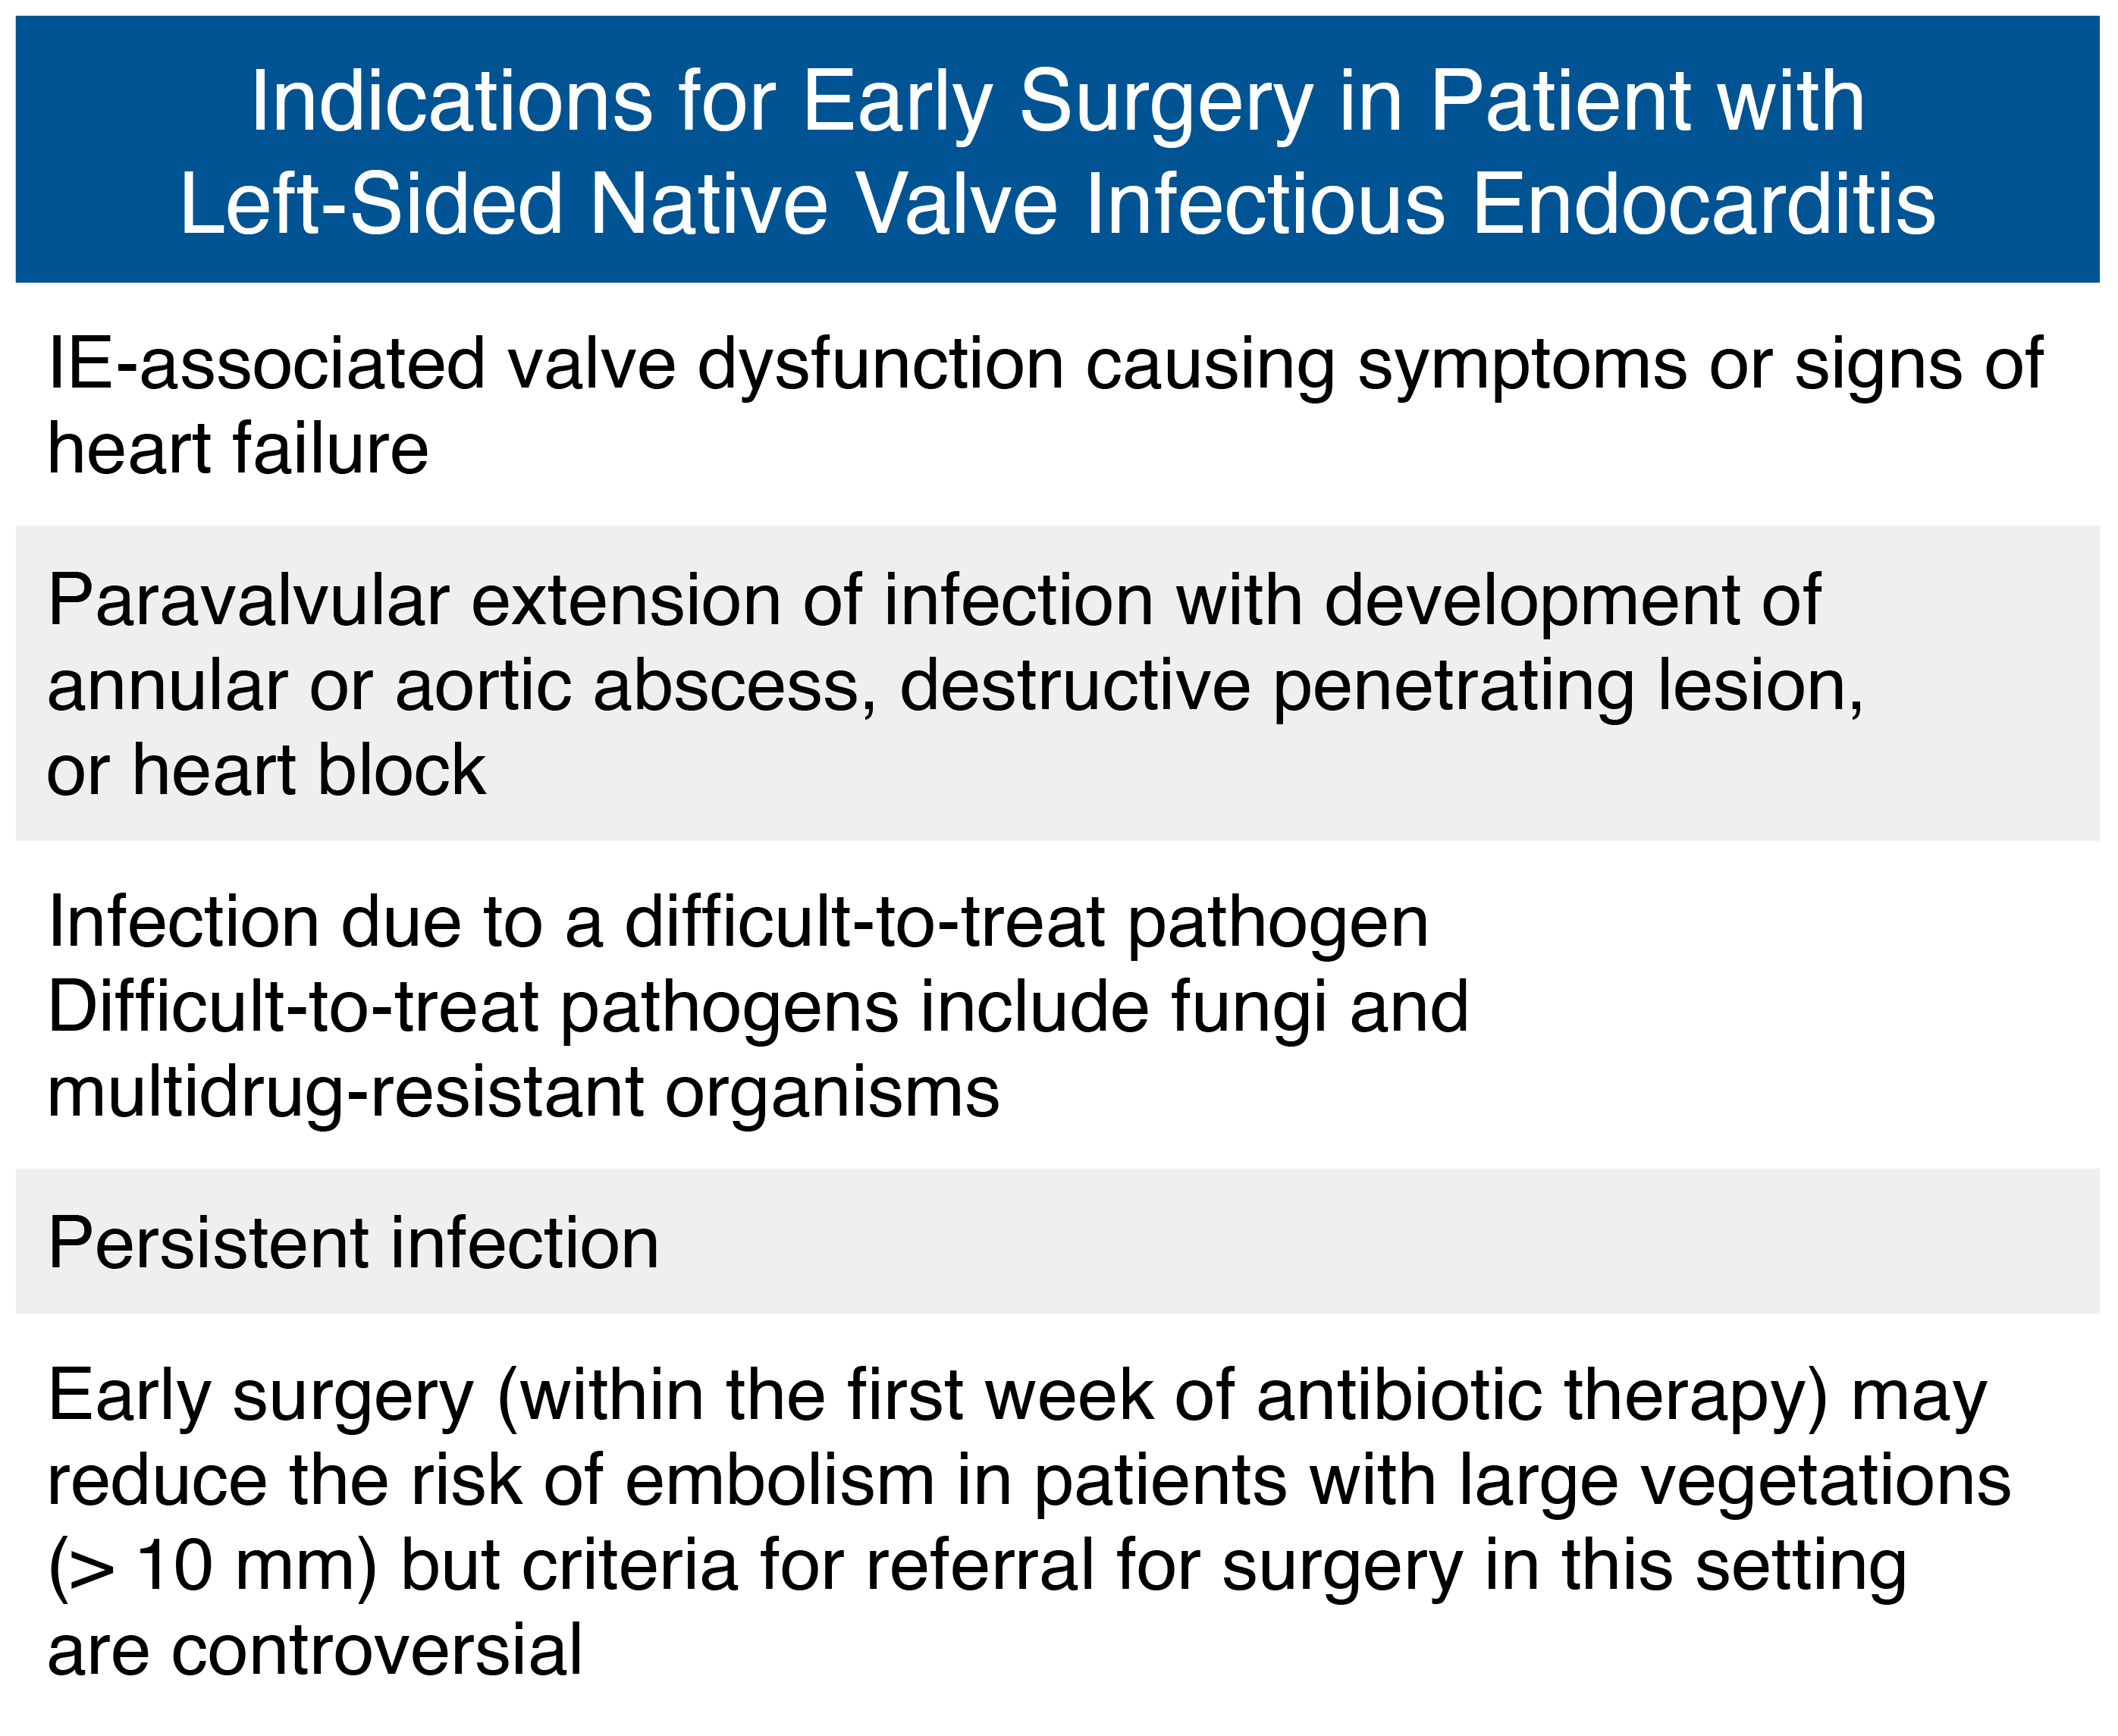 Indications for Early Surgery in Patient with
Left-Sided Native Valve Infectious Endocarditis
IE-associated valve dysfunction causing symptoms or signs of
heart failure
Paravalvular extension of infection with development of
annular or aortic abscess, destructive penetrating lesion,
or heart block
Infection due to a difficult-to-treat pathogen
Difficult-to-treat pathogens include fungi and
multidrug-resistant organisms
Persistent infection
Early surgery (within the first week of antibiotic therapy) may
reduce the risk of embolism in patients with large vegetations
(> 10 mm) but criteria for referral for surgery in this setting
are controversial